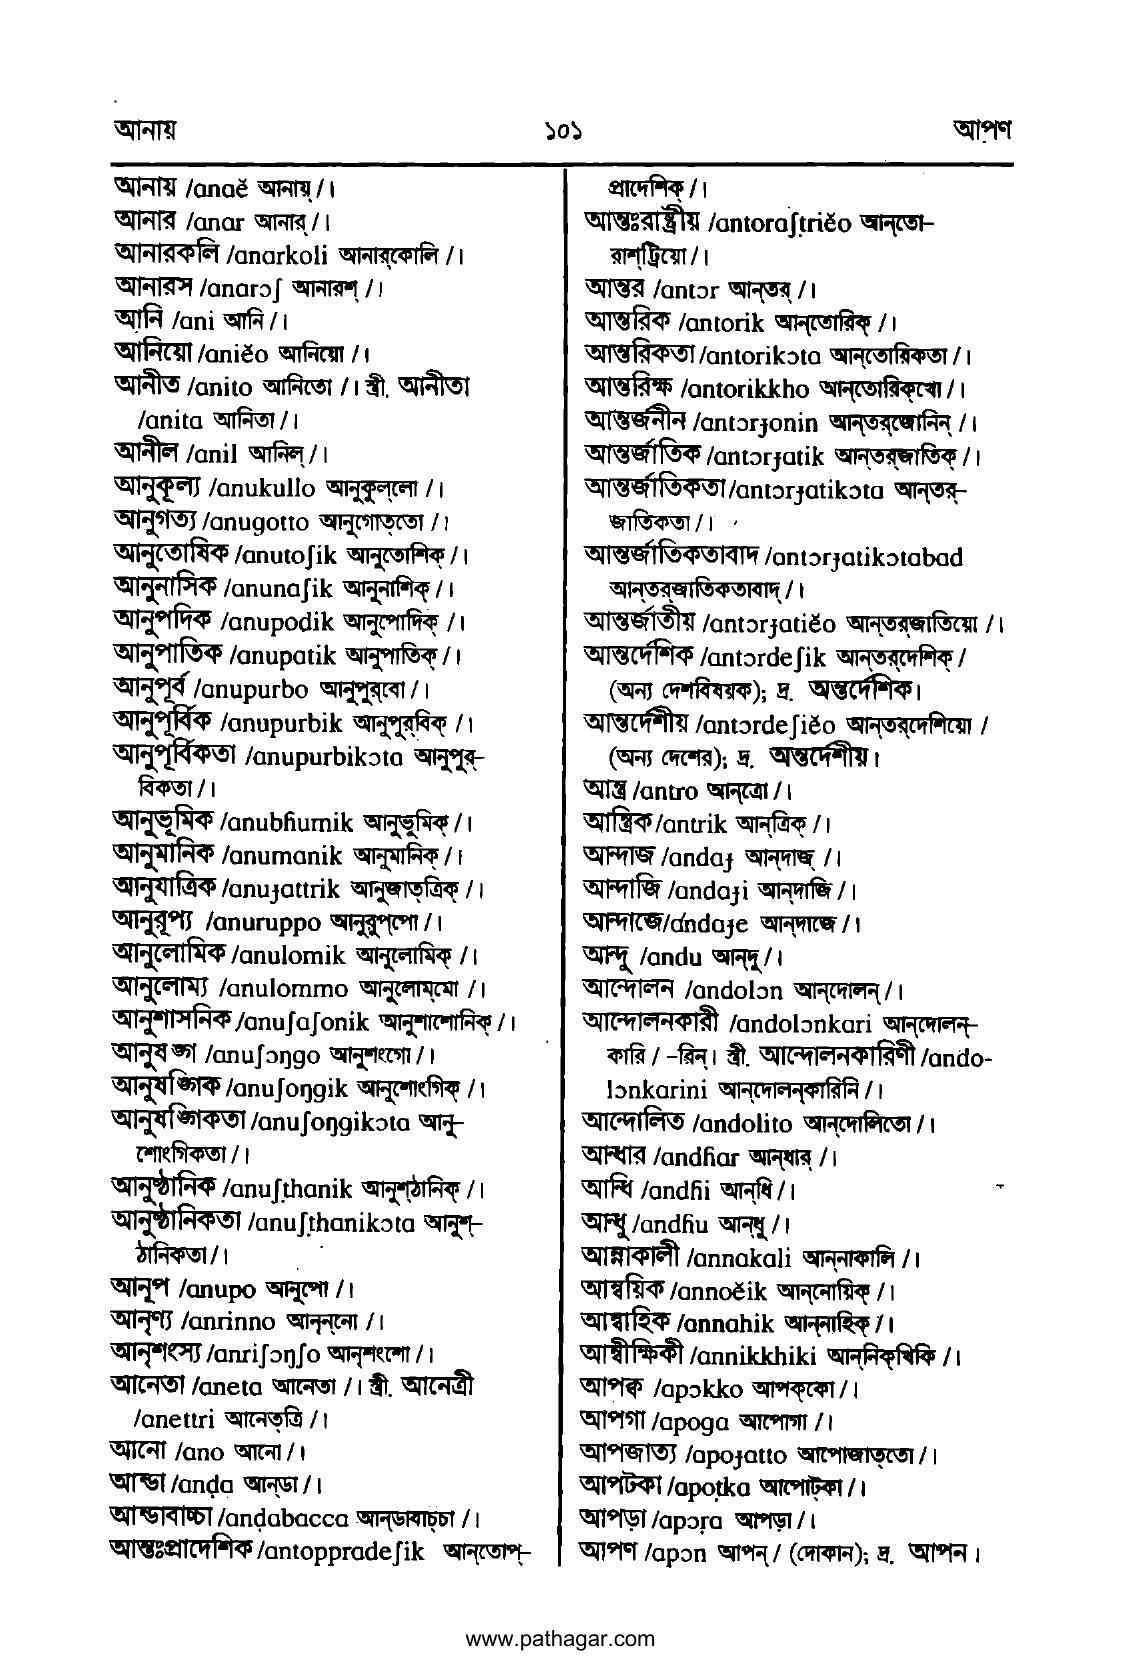 আনায় ১০১ আপণ
আনায় /anaĕ আনায়্ / ।
আনার /anar আনার্ / ।
আনারকলি /anarkoli আনার্‌কোলি / ।
আনারস /anarɔʃ আনারশ্ / ।
আনি /ani আনি / ।
আনিয়ো /aniĕo আনিয়ো / ।
আনীত /anito আনিতো / । স্ত্রী. আনীতা
/anita আনিতা / ।
আনীল /anil আনিল্ / ।
আনুকূল্য /anukullo আনুকুল্‌লো / ।
আনুগত্য /anugotto আনুগোত্‌তো / ।
আনুতোষিক /anutoʃik আনুতোশিক্ / ।
আনুনাসিক /anunaʃik আনুনাশিক্ / ।
আনুপদিক /anupodik আনুপোদিক্ / ।
আনুপাতিক /anupatik আনুপাতিক্ / ।
আনুপূর্ব /anupurbo আনুপুর্‌বো / ।
আনুপূর্বিক /anupurbik আনুপুর্‌বিক্ / ।
আনুপূর্বিকতা /anupurbikɔta আনুপুর্‌-
বিকতা / ।
আনুভূমিক /anubɦumik আনুভুমিক্ / ।
আনুমানিক /anumanik আনুমানিক্ / ।
আনুযাত্রিক /anuɟattrik আনুজাত্‌ত্রিক্ / ।
আনুরূপ্য /anuruppo আনুরুপ্‌পো / ।
আনুলোমিক /anulomik আনুলোমিক্ / ।
আনুলোম্য /anulommo আনুলোম্‌মো / ।
আনুশাসনিক /anuʃaʃonik আনুশাশোনিক্ / ।
আনুষঙ্গ /anuʃɔŋgo আনুশংগো / ।
আনুষঙ্গিক /anuʃoŋgik আনুশোংগিক্ / ।
আনুষঙ্গিকতা /anuʃoŋgikɔta আনু-
শোংগিকতা / ।
আনুষ্ঠানিক /anuʃṭhanik আনুশ্‌ঠানিক্ / ।
আনুষ্ঠানিকতা /anuʃṭhanikɔta আনুশ্‌-
ঠানিকতা / ।
আনূপ /anupo আনুপো / ।
আনৃণ্য /anrinno আনৃন্‌নো / ।
আনৃশংস্য /anriʃɔŋʃo আনৃশংশো / ।
আনেতা /aneta আনেতা / । স্ত্রী. আনেত্রী
/anettri আনেত্‌ত্রি / ।
আনো /ano আনো / ।
আন্ডা /anḍa আন্‌ডা / ।
আন্ডাবাচ্চা /anḍabacca আন্‌ডাবাচ্‌চা / ।
আন্তঃপ্রাদেশিক /antoppradeʃik আন্‌তোপ্‌-
প্রাদেশিক্ / ।
আন্তঃরাষ্ট্রীয় /antoraʃṭriĕo আন্‌তো-
রাশ্‌ট্রিয়ো / ।
আন্তর /antɔr আন্‌তর্ / ।
আন্তরিক /antorik আন্‌তোরিক্ / ।
আন্তরিকতা /antorikɔta আন্‌তোরিকতা / ।
আন্তরিক্ষ /antorikkho আন্‌তোরিক্‌খো / ।
আন্তর্জনীন /antɔrɟonin আন্‌তর্‌জোনিন্ / ।
আন্তর্জাতিক /antɔrɟatik আন্‌তর্‌জাতিক্ / ।
আন্তর্জাতিকতা /antɔrɟatikɔta আন্‌তর্‌-
জাতিকতা / ।
আন্তর্জাতিকতাবাদ /antɔrɟatikɔtabad
আন্‌তর্‌জাতিকতাবাদ্ / ।
আন্তর্জাতীয় /antɔrɟatiĕo আন্‌তর্‌জাতিয়ো / ।
আন্তর্দেশিক /antɔrdeʃik আন্‌তর্‌দেশিক্ /
(অন্য দেশবিষয়ক); দ্র. অন্তর্দেশিক।
আন্তর্দেশীয় /antɔrdeʃiĕo আন্‌তর্‌দেশিয়ো /
(অন্য দেশের); দ্র. অন্তর্দেশীয়।
আন্ত্র /antro আন্‌ত্রো / ।
আন্ত্রিক /antrik আন্‌ত্রিক্ / ।
আন্দাজ /andaɟ আন্‌দাজ্ / ।
আন্দাজি /andaɟi আন্‌দাজি / ।
আন্দাজে /andaɟe আন্‌দাজে / ।
আন্দু /andu আন্‌দু / ।
আন্দোলন /andolɔn আন্‌দোলন্ / ।
আন্দোলনকারী /andolɔnkari আন্‌দোলন্‌-
কারি / -রিন্। স্ত্রী. আন্দোলনকারিণী /ando-
lɔnkarini আন্‌দোলন্‌কারিনি / ।
আন্দোলিত /andolito আন্‌দোলিতো / ।
আন্ধার /andɦar আন্‌ধার্ / ।
আন্ধি /andɦi আন্‌ধি / ।
আন্ধু /andɦu আন্‌ধু / ।
আন্নাকালী /annakali আন্‌নাকালি / ।
আন্বয়িক /annoĕik আন্‌নোয়িক্ / ।
আন্বাহিক /annahik আন্‌নাহিক্ / ।
আন্বীক্ষিকী /annikkhiki আন্‌নিক্‌খিকি / ।
আপক্ব /apɔkko আপক্‌কো / ।
আপগা /apoga আপোগা / ।
আপজাত্য /apoɟatto আপোজাত্‌তো / ।
আপটকা /apoṭka আপোট্‌কা / ।
আপড়া /apɔṛa আপড়া / ।
আপণ /apɔn আপন্ / (দোকান); দ্র. আপন।
www.pathagar.com